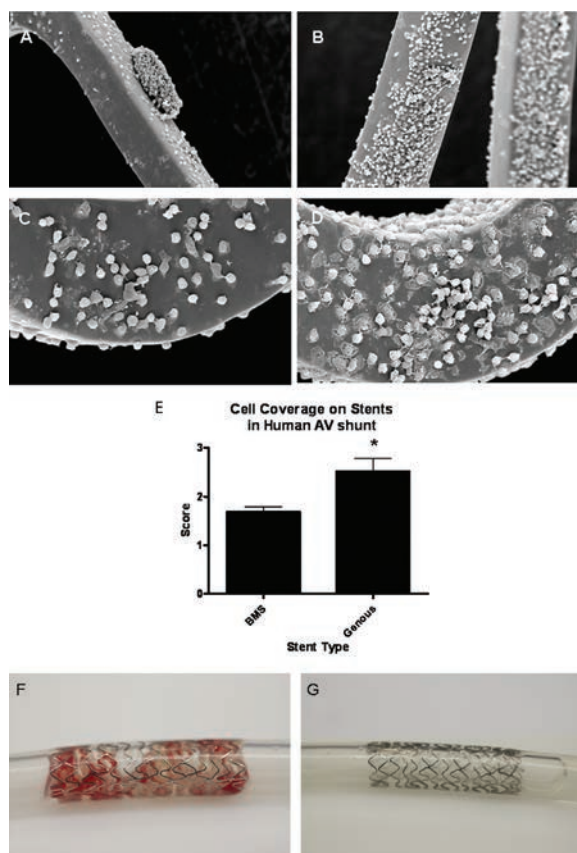 A
B
C
D
E
Cell Coverage on Stents
in Human AV shunt
*
3
2
1
0
Score
BMS
Genous
Stent Type
F
G